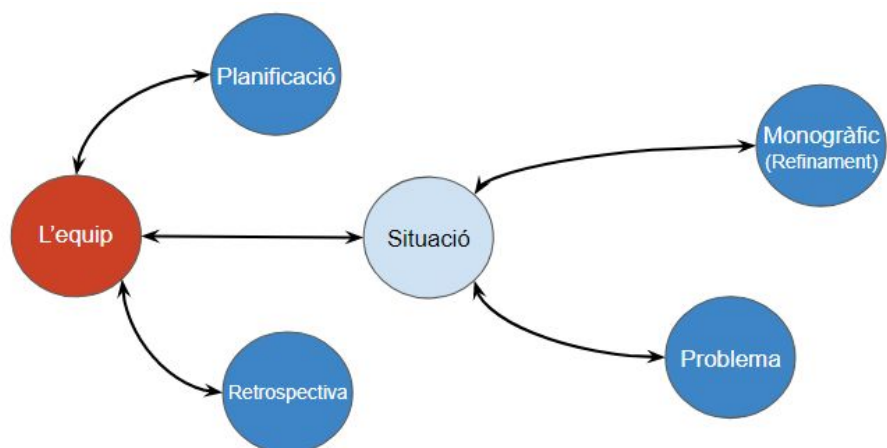 Planificació
Monogràfic
(Refinament)
L'equip
Situació
Problema
Retrospectiva